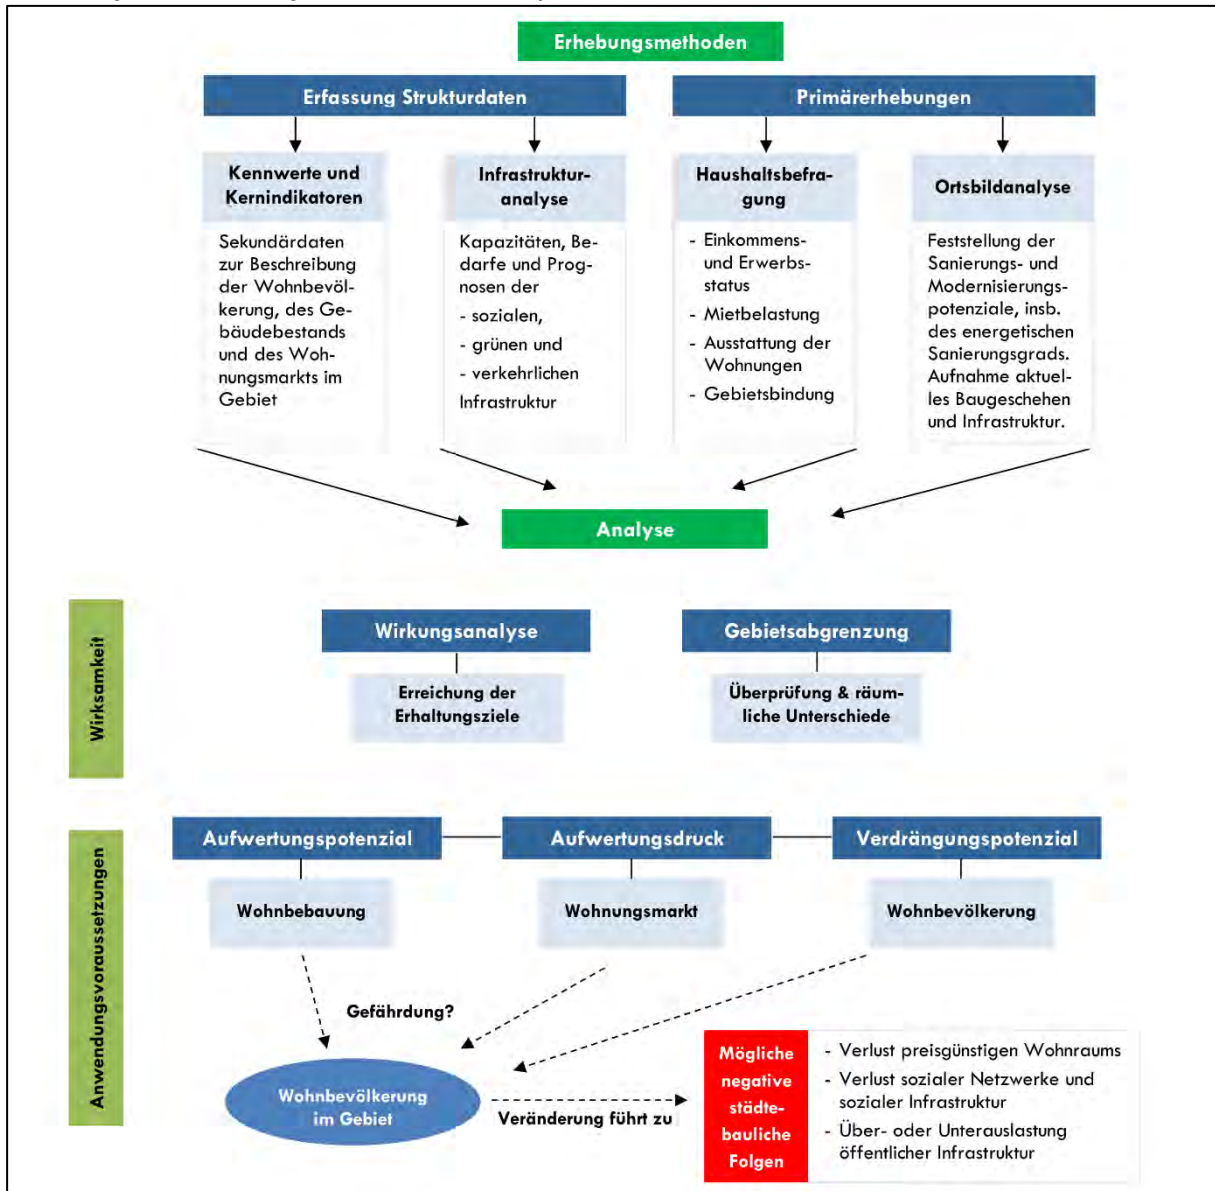 Erhebungsmethoden
Erfassung Strukturdaten
Primärerhebungen
Kennwerte und
Kernindikatoren
Sekundärdaten
zur Beschreibung
der Wohnbevöl-
kerung, des Ge-
bäudebestands
und des Woh-
nungsmarkts im
Gebiet
Infrastruktur-
analyse
Kapazitäten, Be-
darfe und Prog-
nosen der
- sozialen,
- grünen und
- verkehrlichen
Infrastruktur
Haushaltsbefra-
gung
- Einkommens-
und Erwerbs-
status
- Mietbelastung
- Ausstattung der
Wohnungen
- Gebietsbindung
Ortsbildanalyse
Feststellung der
Sanierungs- und
Modernisierungs-
potenziale, insb.
des energetischen
Sanierungsgrads.
Aufnahme aktuel-
les Baugeschehen
und Infrastruktur.
Analyse
Wirksamkeit
Wirkungsanalyse
Erreichung der
Erhaltungsziele
Gebietsabgrenzung
Überprüfung & räum-
liche Unterschiede
Anwendungsvoraussetzungen
Aufwertungspotenzial
Aufwertungsdruck
Verdrängungspotenzial
Wohnbebauung
Wohnungsmarkt
Wohnbevölkerung
Gefährdung?
Wohnbevölkerung
im Gebiet
Veränderung führt zu
Mögliche
negative
städte-
bauliche
Folgen
- Verlust preisgünstigen Wohnraums
- Verlust sozialer Netzwerke und
sozialer Infrastruktur
- Über- oder Unterauslastung
öffentlicher Infrastruktur